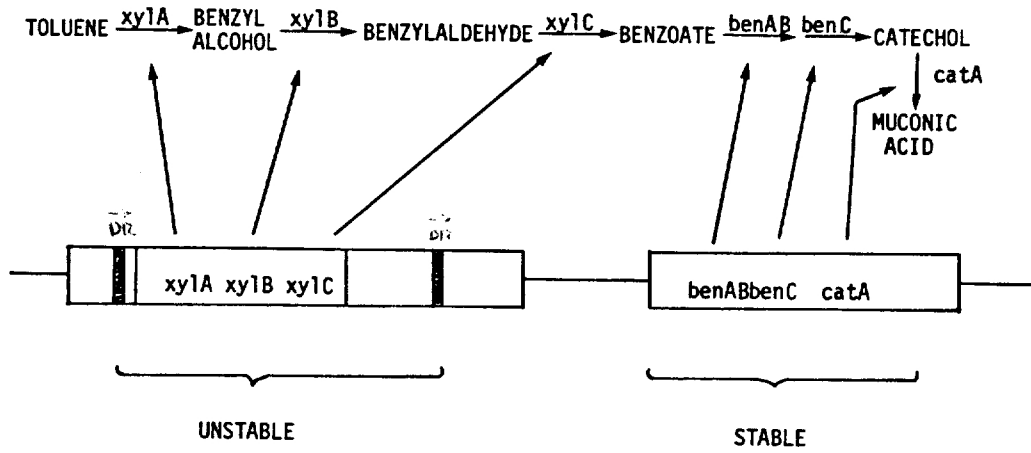 TOLUENE xylA BENZYL ALCOHOL xylB BENZYLALDEHYDE xylC BENZOATE benAB benC CATECHOL
catA
MUCONIC
ACID
DR DR
xylA xylB xylC benABbenC catA
UNSTABLE STABLE